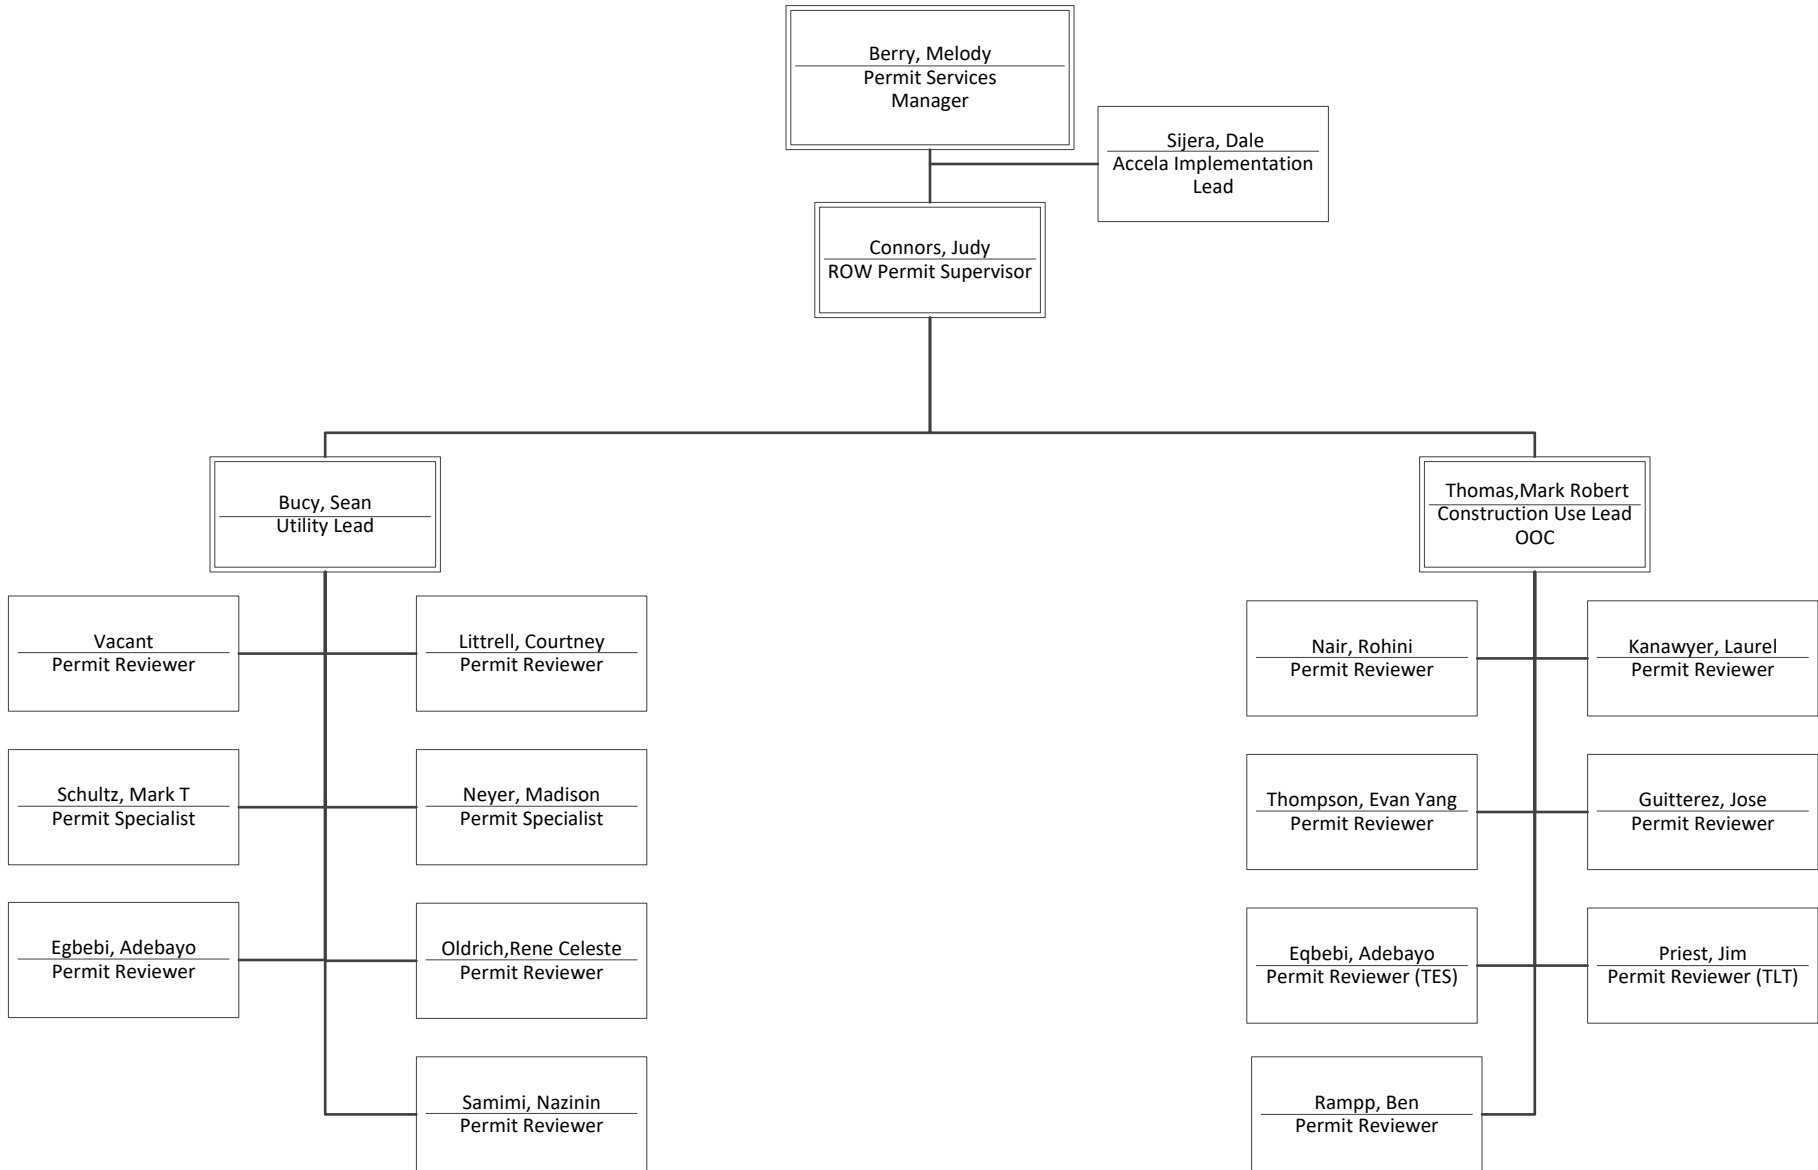 Berry, Melody
Permit Services
Manager
Sijera, Dale
Accela Implementation
Lead
Connors, Judy
ROW Permit Supervisor
Bucy, Sean
Utility Lead
Thomas,Mark Robert
Construction Use Lead
OOC
Vacant
Permit Reviewer
Littrell, Courtney
Permit Reviewer
Nair, Rohini
Permit Reviewer
Kanawyer, Laurel
Permit Reviewer
Schultz, Mark T
Permit Specialist
Neyer, Madison
Permit Specialist
Thompson, Evan Yang
Permit Reviewer
Guitterez, Jose
Permit Reviewer
Egbebi, Adebayo
Permit Reviewer
Oldrich,Rene Celeste
Permit Reviewer
Eqbebi, Adebayo
Permit Reviewer (TES)
Priest, Jim
Permit Reviewer (TLT)
Samimi, Nazinin
Permit Reviewer
Rampp, Ben
Permit Reviewer